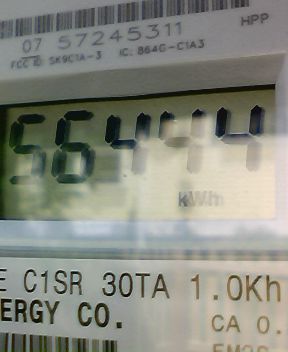 HPP
07 57245311
FCC ID: SK9C1A-3 IC: 864G-C1A3
56444
kWh
E C1SR 30TA 1.0Kh
ERGY CO.
CA 0.